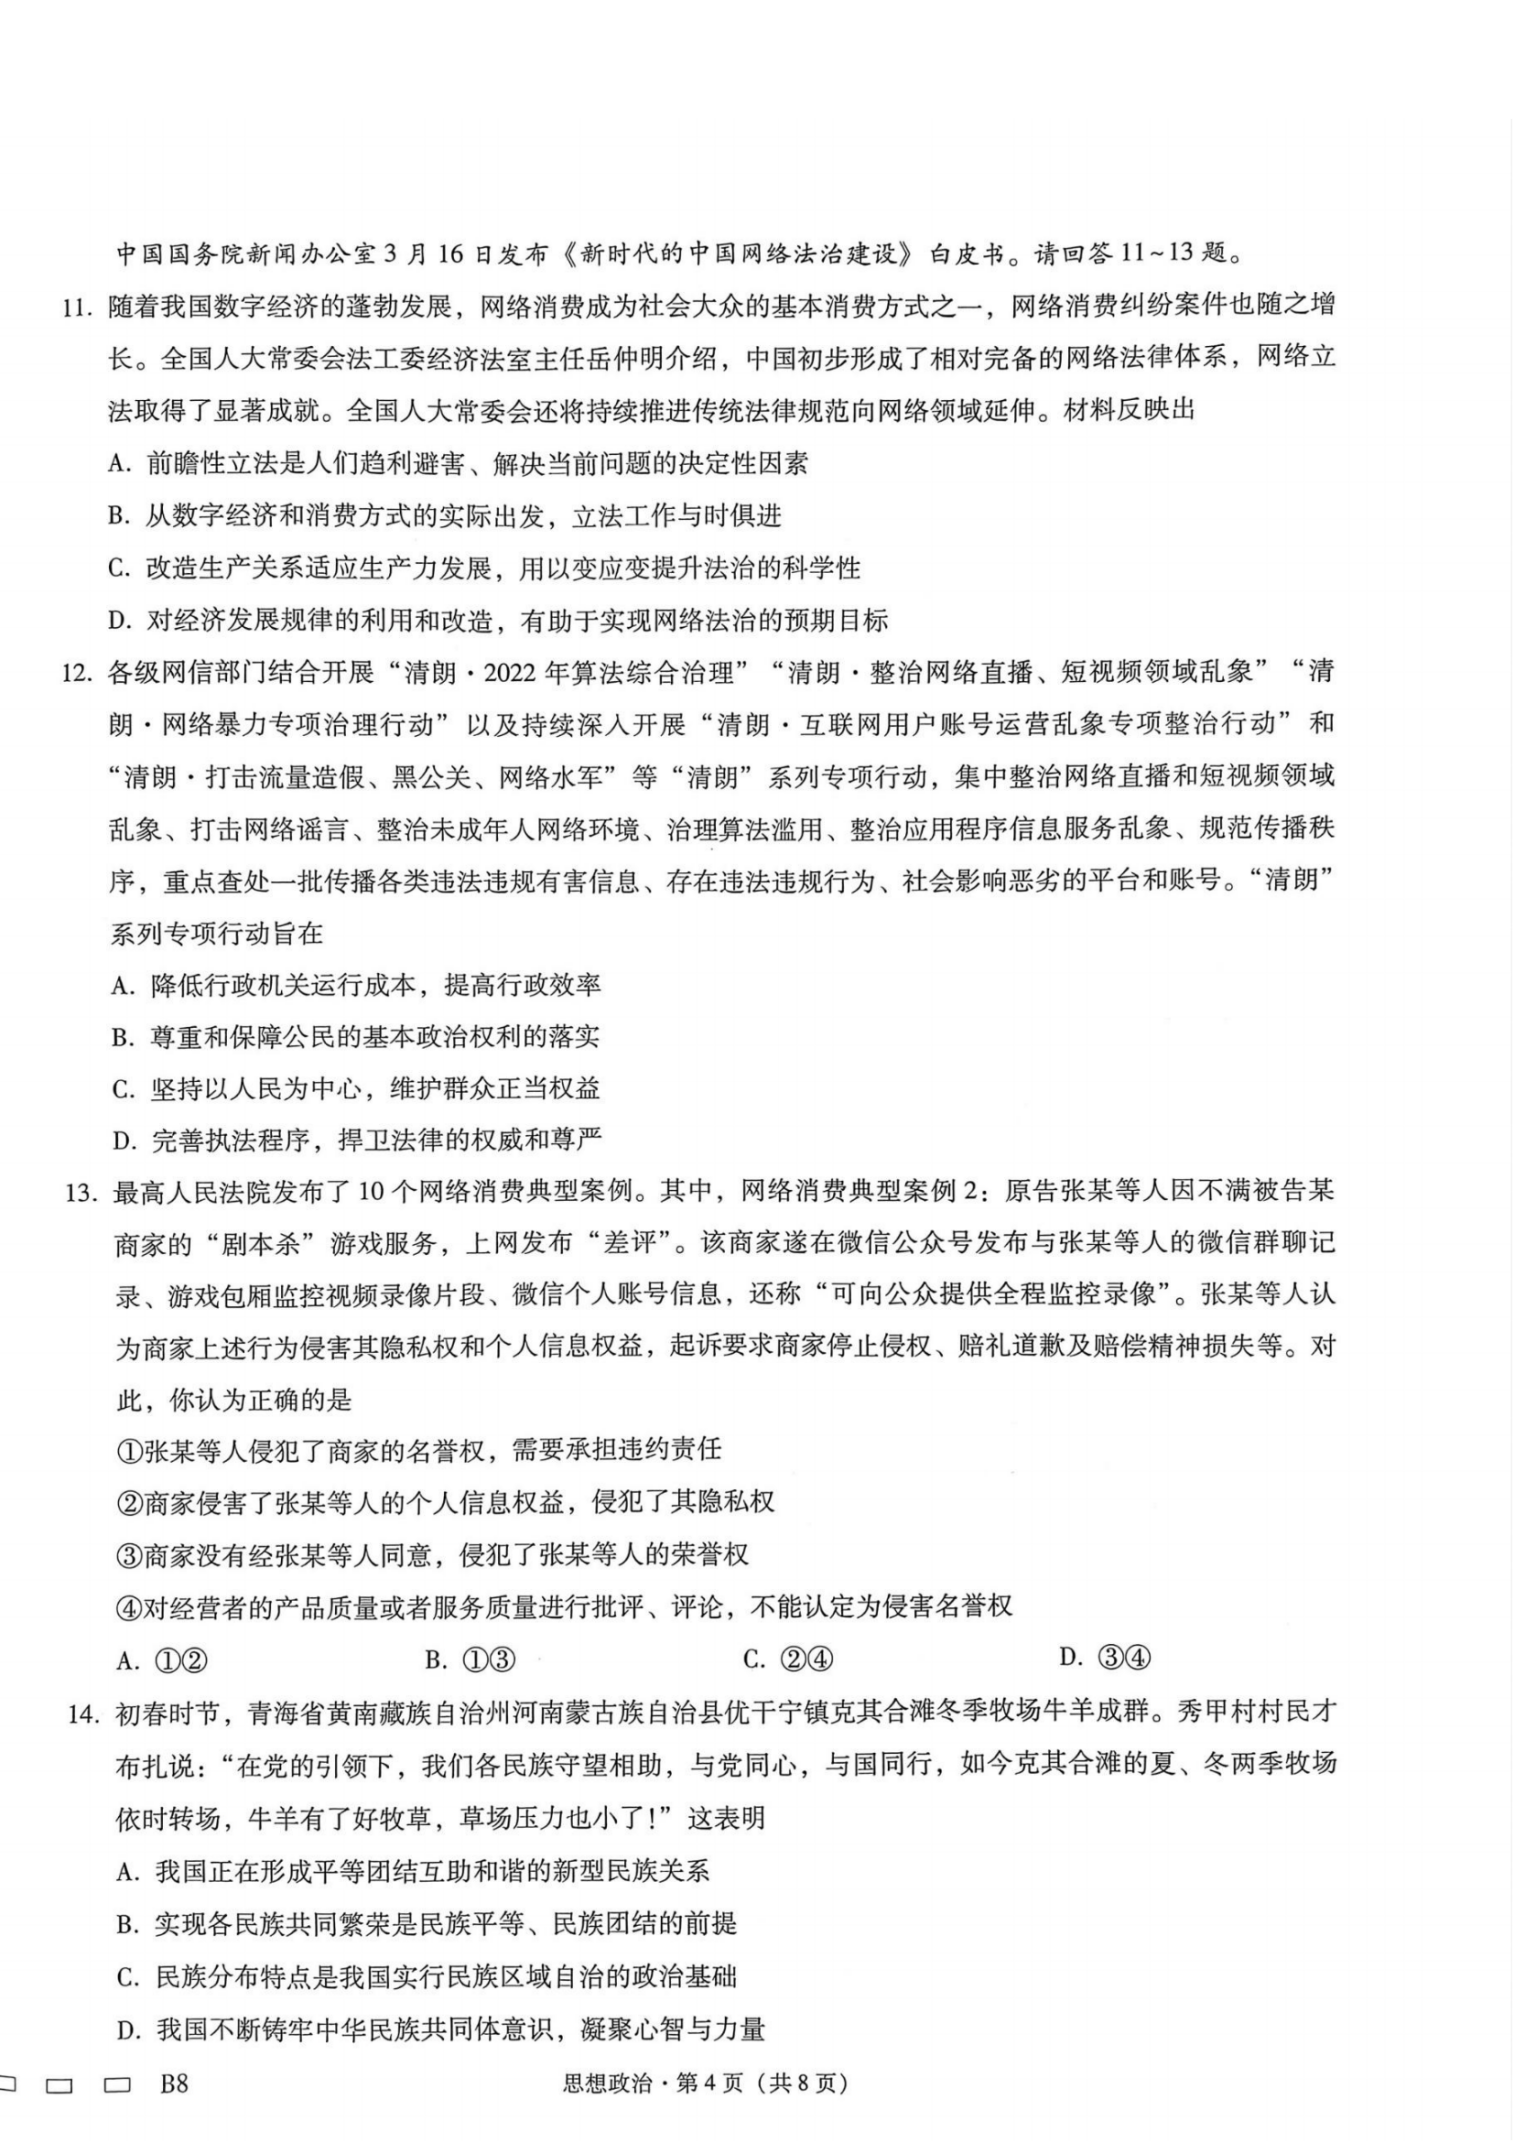 中国国务院新闻办公室3月16日发布《新时代的中国网络法治建设》白皮书。请回答11~13题。
11. 随着我国数字经济的蓬勃发展，网络消费成为社会大众的基本消费方式之一，网络消费纠纷案件也随之增
长。全国人大常委会法工委经济法室主任岳仲明介绍，中国初步形成了相对完备的网络法律体系，网络立
法取得了显著成就。全国人大常委会还将持续推进传统法律规范向网络领域延伸。材料反映出
A. 前瞻性立法是人们趋利避害、解决当前问题的决定性因素
B. 从数字经济和消费方式的实际出发，立法工作与时俱进
C. 改造生产关系适应生产力发展，用以变应变提升法治的科学性
D. 对经济发展规律的利用和改造，有助于实现网络法治的预期目标
12. 各级网信部门结合开展“清朗·2022年算法综合治理”“清朗·整治网络直播、短视频领域乱象”“清
朗·网络暴力专项治理行动”以及持续深入开展“清朗·互联网用户账号运营乱象专项整治行动”和
“清朗·打击流量造假、黑公关、网络水军”等“清朗”系列专项行动，集中整治网络直播和短视频领域
乱象、打击网络谣言、整治未成年人网络环境、治理算法滥用、整治应用程序信息服务乱象、规范传播秩
序，重点查处一批传播各类违法违规有害信息、存在违法违规行为、社会影响恶劣的平台和账号。“清朗”
系列专项行动旨在
A. 降低行政机关运行成本，提高行政效率
B. 尊重和保障公民的基本政治权利的落实
C. 坚持以人民为中心，维护群众正当权益
D. 完善执法程序，捍卫法律的权威和尊严
13. 最高人民法院发布了10个网络消费典型案例。其中，网络消费典型案例2：原告张某等人因不满被告某
商家的“剧本杀”游戏服务，上网发布“差评”。该商家遂在微信公众号发布与张某等人的微信群聊记
录、游戏包厢监控视频录像片段、微信个人账号信息，还称“可向公众提供全程监控录像”。张某等人认
为商家上述行为侵害其隐私权和个人信息权益，起诉要求商家停止侵权、赔礼道歉及赔偿精神损失等。对
此，你认为正确的是
①张某等人侵犯了商家的名誉权，需要承担违约责任
②商家侵害了张某等人的个人信息权益，侵犯了其隐私权
③商家没有经张某等人同意，侵犯了张某等人的荣誉权
④对经营者的产品质量或者服务质量进行批评、评论，不能认定为侵害名誉权
A. ①② B. ①③ C. ②④ D. ③④
14. 初春时节，青海省黄南藏族自治州河南蒙古族自治县优干宁镇克其合滩冬季牧场牛羊成群。秀甲村村民才
布扎说：“在党的引领下，我们各民族守望相助，与党同心，与国同行，如今克其合滩的夏、冬两季牧场
依时转场，牛羊有了好牧草，草场压力也小了！”这表明
A. 我国正在形成平等团结互助和谐的新型民族关系
B. 实现各民族共同繁荣是民族平等、民族团结的前提
C. 民族分布特点是我国实行民族区域自治的政治基础
D. 我国不断铸牢中华民族共同体意识，凝聚心智与力量
B8 思想政治·第4页（共8页）